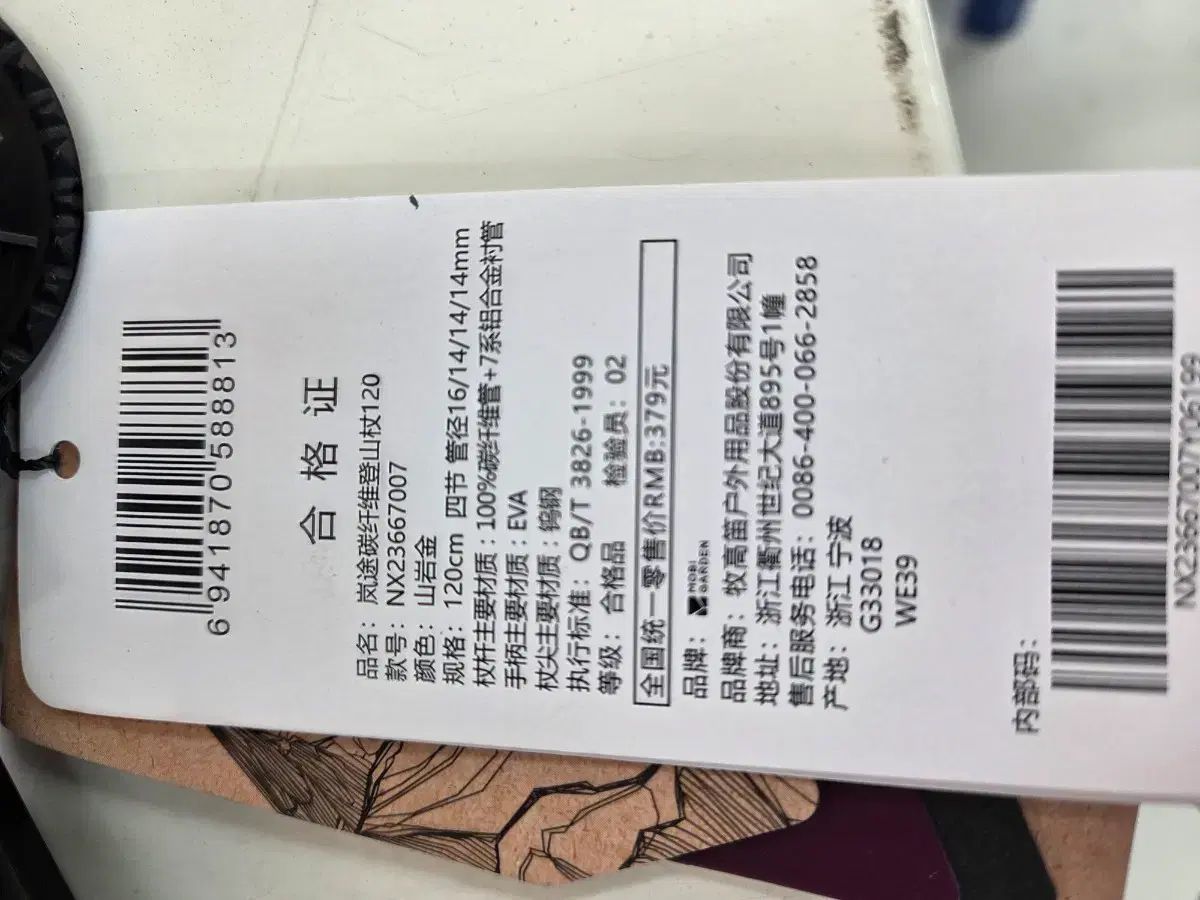 6 941870 588813
合格证
品名：岚途碳纤维登山杖120
款号：NX23667007
颜色：山岩金
规格：120cm 四节 管径16/14/14/14mm
杖杆主要材质：100%碳纤维管+7系铝合金衬管
手柄主要材质：EVA
杖尖主要材质：钨钢
执行标准：QB/T 3826-1999
等级：合格品 检验员：02
全国统一零售价RMB:379元
品牌：MOBI GARDEN
品牌商：牧高笛户外用品股份有限公司
地址：浙江衢州世纪大道895号1幢
售后服务电话：0086-400-066-2858
产地：浙江 宁波
G330018
WE39
内部码：